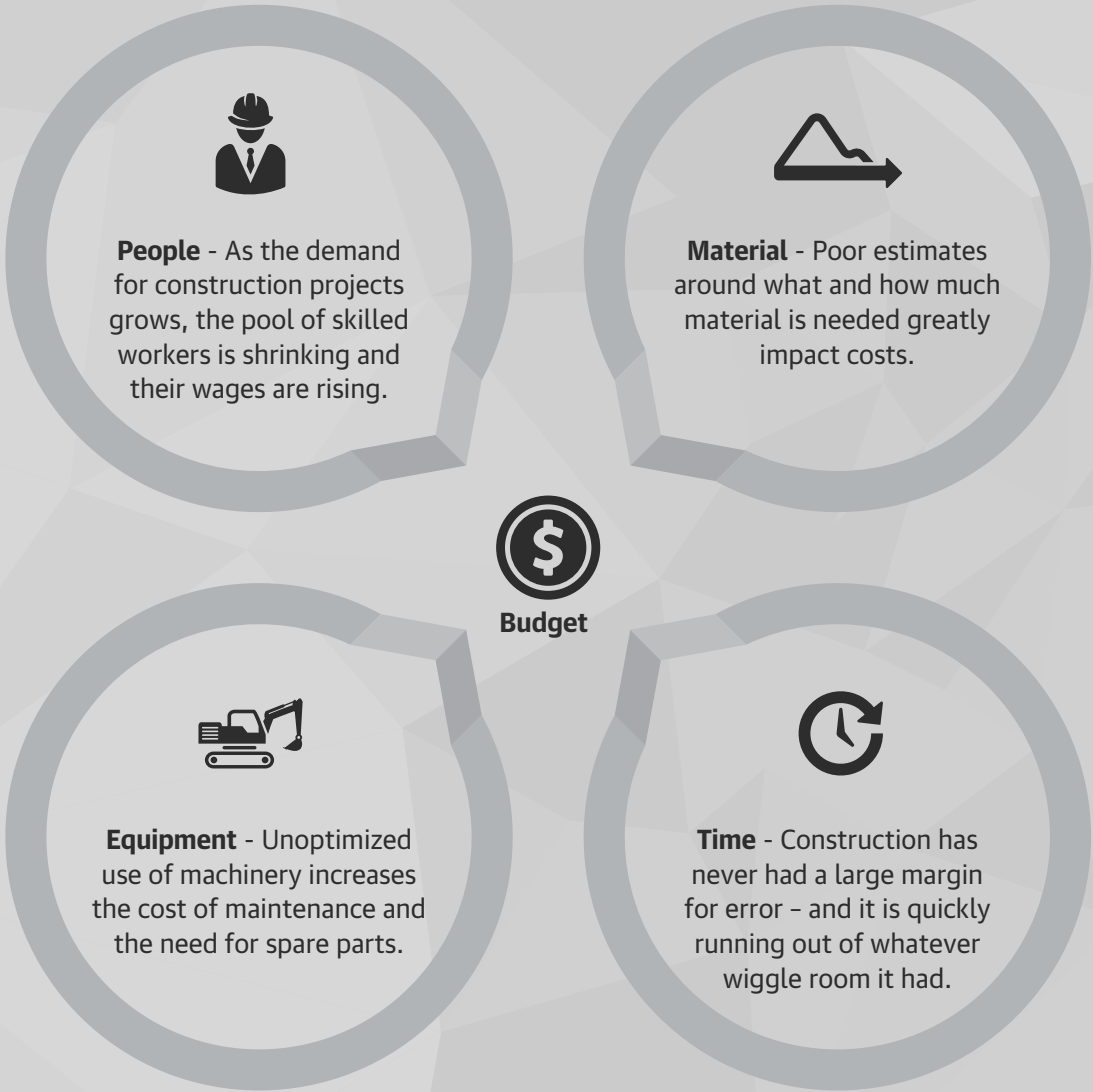 People - As the demand
for construction projects
grows, the pool of skilled
workers is shrinking and
their wages are rising.
Material - Poor estimates
around what and how much
material is needed greatly
impact costs.
$
Budget
Equipment - Unoptimized
use of machinery increases
the cost of maintenance and
the need for spare parts.
Time - Construction has
never had a large margin
for error – and it is quickly
running out of whatever
wiggle room it had.